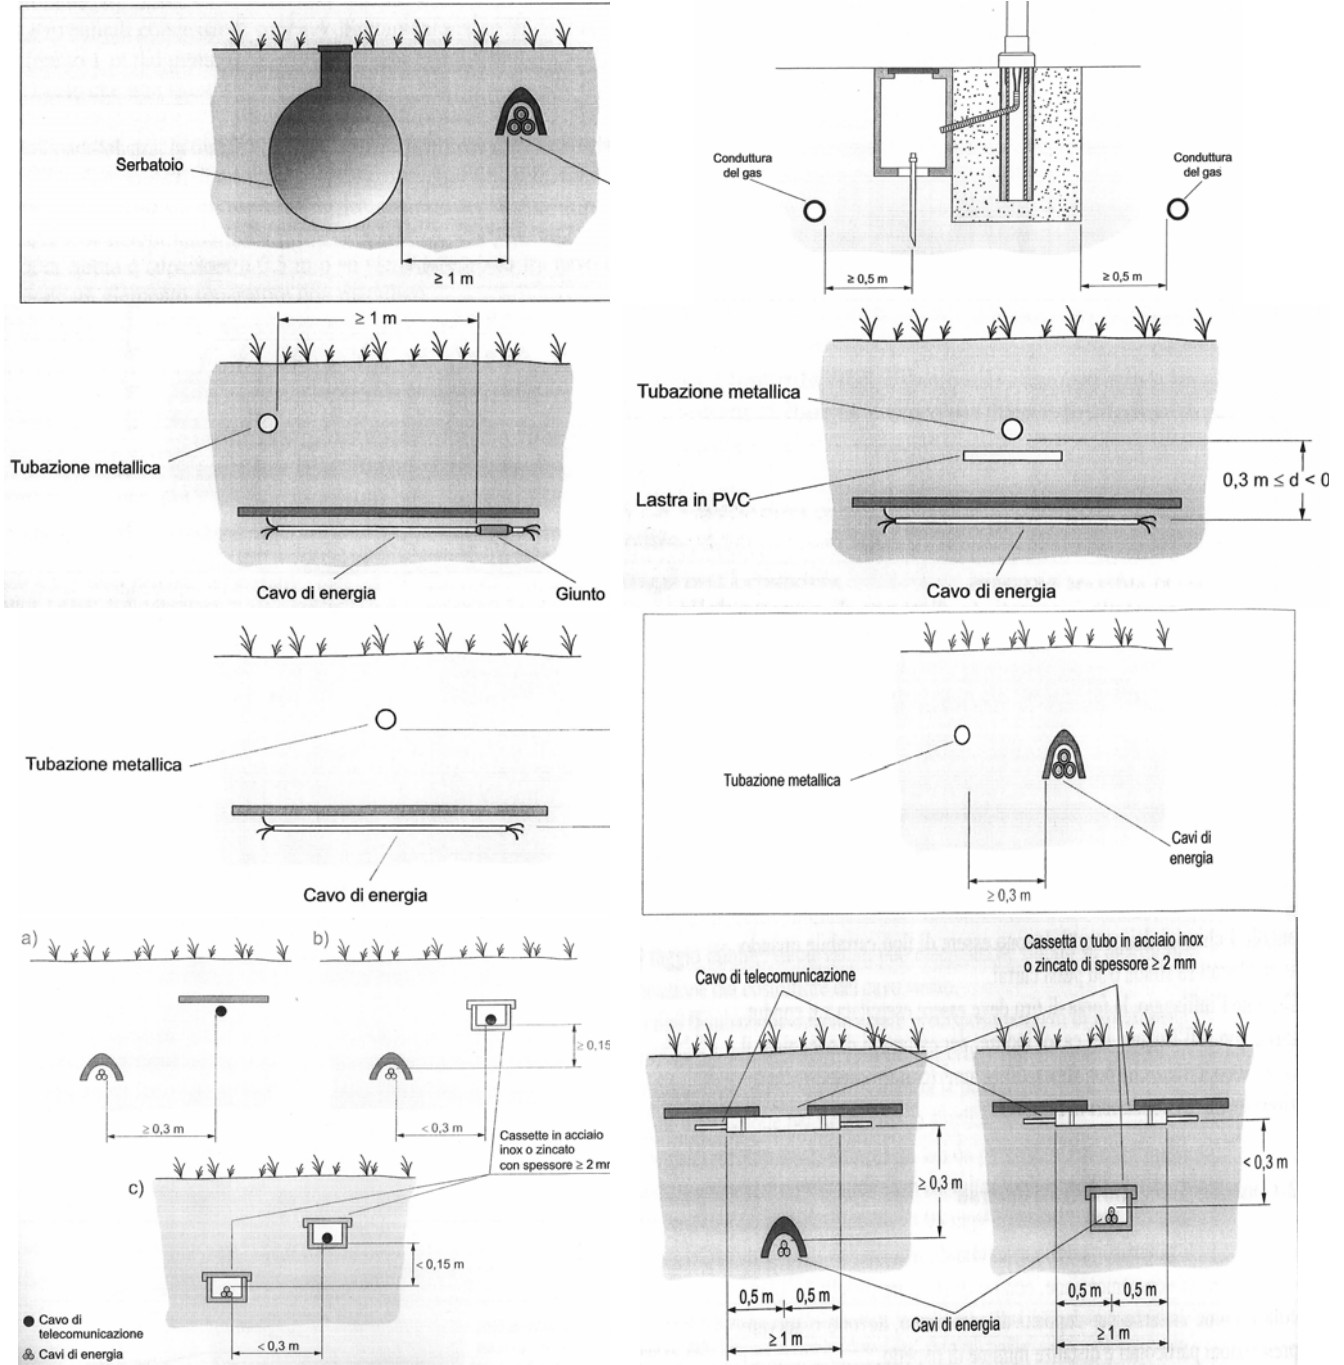 Serbatoio
≥ 1 m
Conduttura
del gas
Conduttura
del gas
≥ 0,5 m
≥ 0,5 m
≥ 1 m
Tubazione metallica
Cavo di energia
Giunto
Tubazione metallica
Lastra in PVC
0,3 m ≤ d < 0
Cavo di energia
Tubazione metallica
Cavo di energia
Tubazione metallica
Cavi di
energia
≥ 0,3 m
a)
b)
≥ 0,15
≥ 0,3 m
< 0,3 m
Cassette in acciaio
inox o zincato
con spessore ≥ 2 mm
c)
< 0,15 m
< 0,3 m
Cavo di
telecomunicazione
Cavi di energia
Cavo di telecomunicazione
Cassetta o tubo in acciaio inox
o zincato di spessore ≥ 2 mm
≥ 0,3 m
< 0,3 m
0,5 m
0,5 m
≥ 1 m
Cavi di energia
0,5 m
0,5 m
≥ 1 m